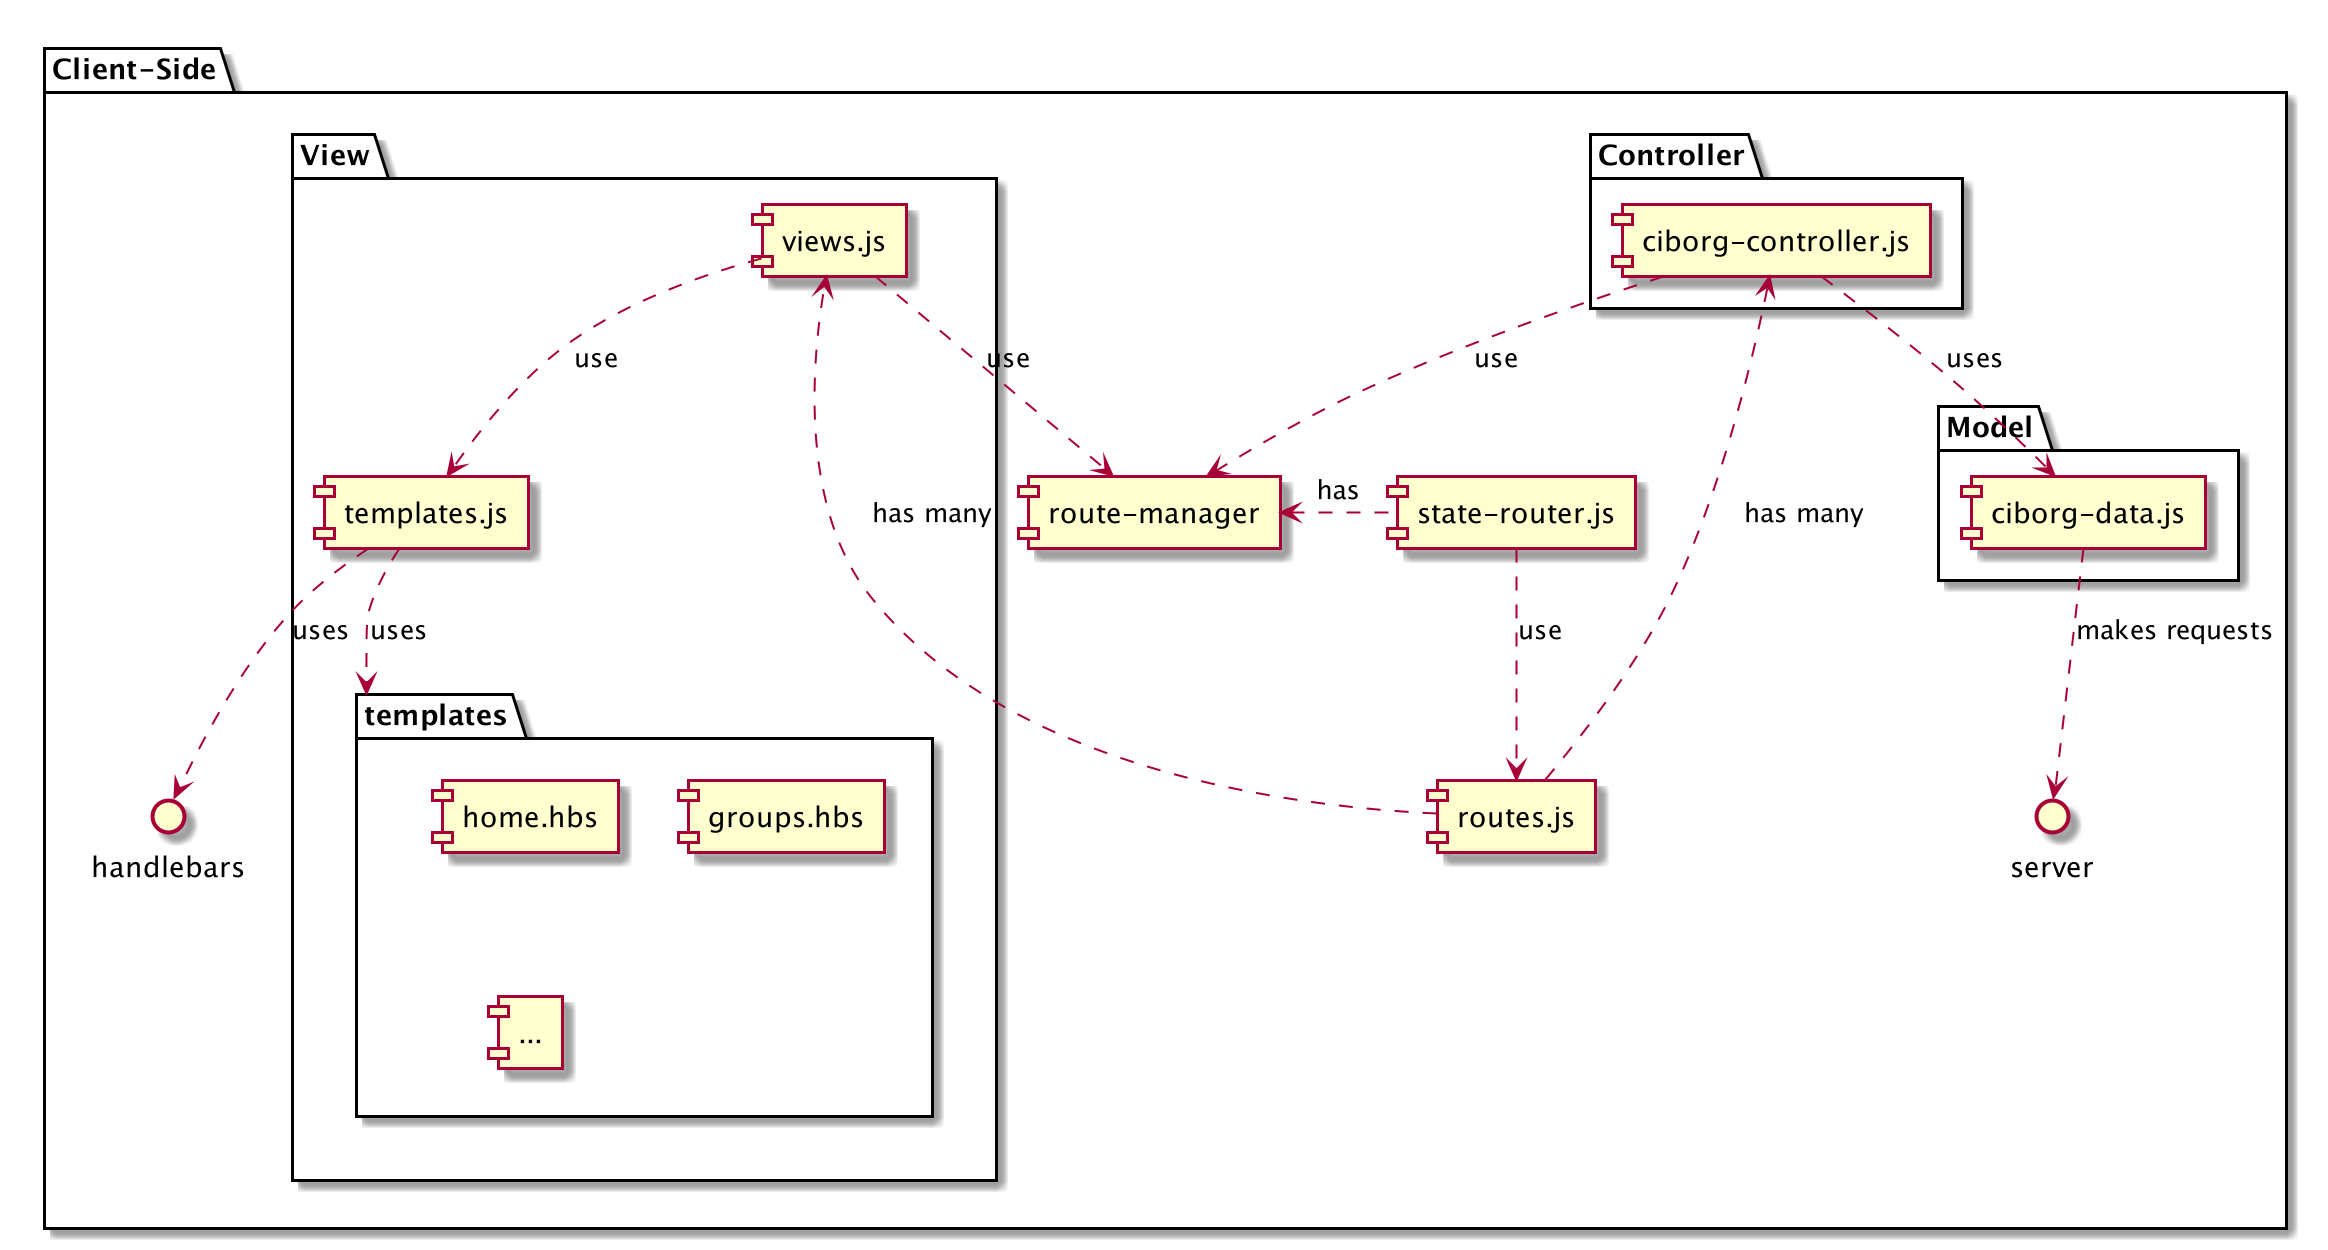 Client-Side
View
Controller
views.js
ciborg-controller.js
use
use
use
uses
Model
templates.js
has many
route-manager
has
state-router.js
has many
ciborg-data.js
uses
uses
use
makes requests
templates
home.hbs
groups.hbs
routes.js
handlebars
server
...